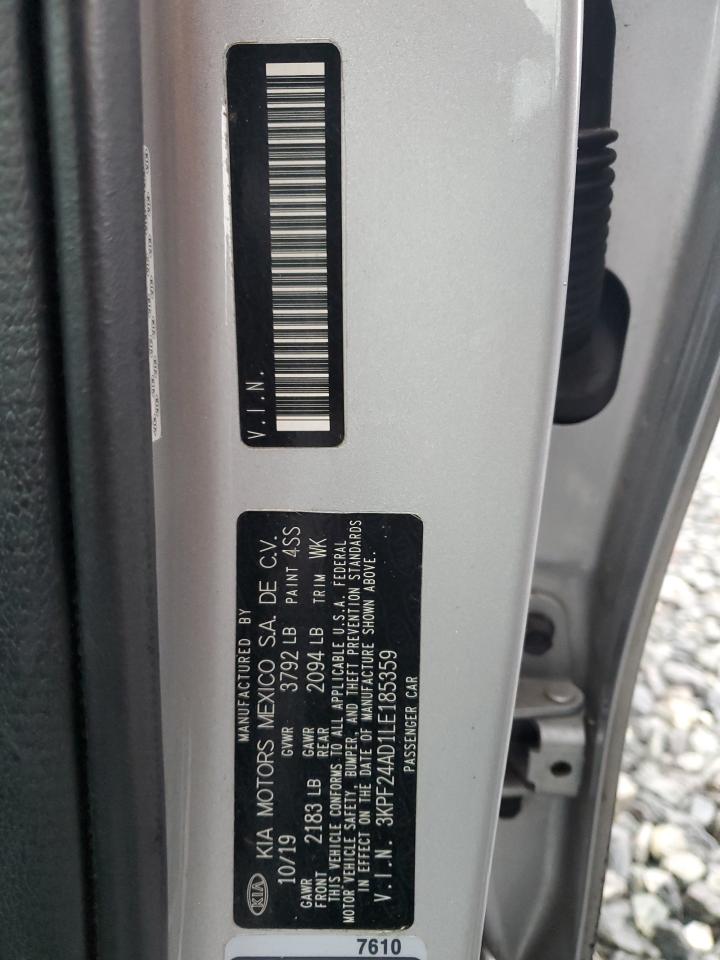 V.I.N.
MANUFACTURED BY
KIA KIA MOTORS MEXICO S.A. DE C.V.
10/19 GVWR 3792 LB PAINT 4SS
GAWR FRONT 2183 LB GAWR REAR 2094 LB TRIM WK
THIS VEHICLE CONFORMS TO ALL APPLICABLE U.S.A. FEDERAL
MOTOR VEHICLE SAFETY, BUMPER, AND THEFT PREVENTION STANDARDS
IN EFFECT ON THE DATE OF MANUFACTURE SHOWN ABOVE.
V.I.N. 3KPF24AD1LE185359
PASSENGER CAR
7610